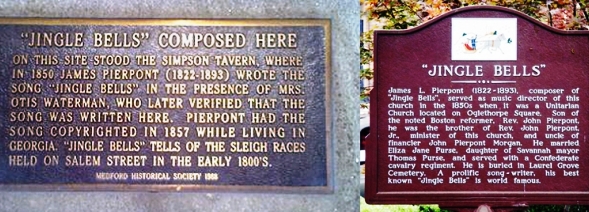 "JINGLE BELLS" COMPOSED HERE
ON THIS SITE STOOD THE SIMPSON TAVERN, WHERE
IN 1850 JAMES PIERPONT (1822-1893) WROTE THE
SONG "JINGLE BELLS" IN THE PRESENCE OF MRS.
OTIS WATERMAN, WHO LATER VERIFIED THAT THE
SONG WAS WRITTEN HERE. PIERPONT HAD THE
SONG COPYRIGHTED IN 1857 WHILE LIVING IN
GEORGIA. "JINGLE BELLS" TELLS OF THE SLEIGH RACES
HELD ON SALEM STREET IN THE EARLY 1800'S.
MEDFORD HISTORICAL SOCIETY
"JINGLE BELLS"
James L. Pierpont (1822-1893), composer of
"Jingle Bells", served as music director of this
church in the 1850s when it was a Unitarian
Church located on Oglethorpe Square. Son of
the noted Boston reformer, Rev. John Pierpont,
he was the brother of Rev. John Pierpont,
Jr., minister of this church, and uncle of
financier John Pierpont Morgan. He married
Eliza Jane Purse, daughter of Savannah mayor
Thomas Purse, and served with a Confederate
cavalry regiment. He is buried in Laurel Grove
Cemetery. A prolific song-writer, his best
known "Jingle Bells" is world famous.